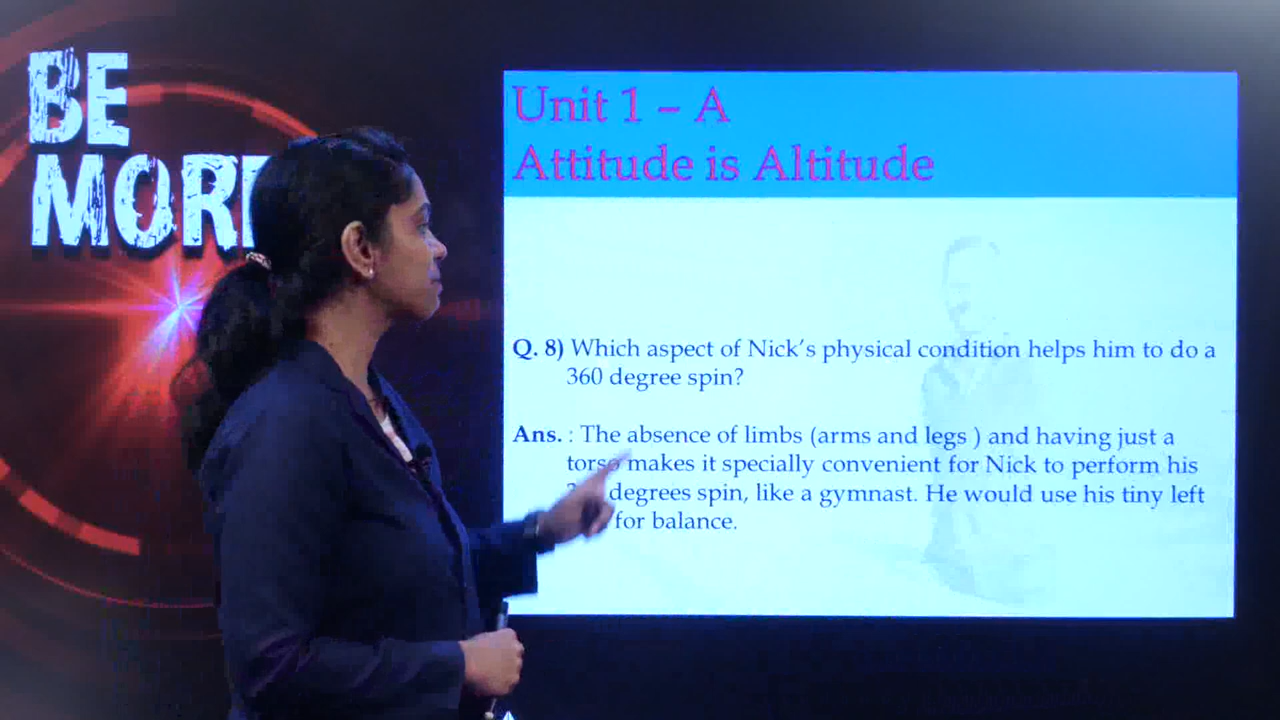 BE
MOR
Unit 1 – A
Attitude is Altitude
Q. 8) Which aspect of Nick's physical condition helps him to do a
360 degree spin?
Ans. : The absence of limbs (arms and legs ) and having just a
torso makes it specially convenient for Nick to perform his
degrees spin, like a gymnast. He would use his tiny left
for balance.